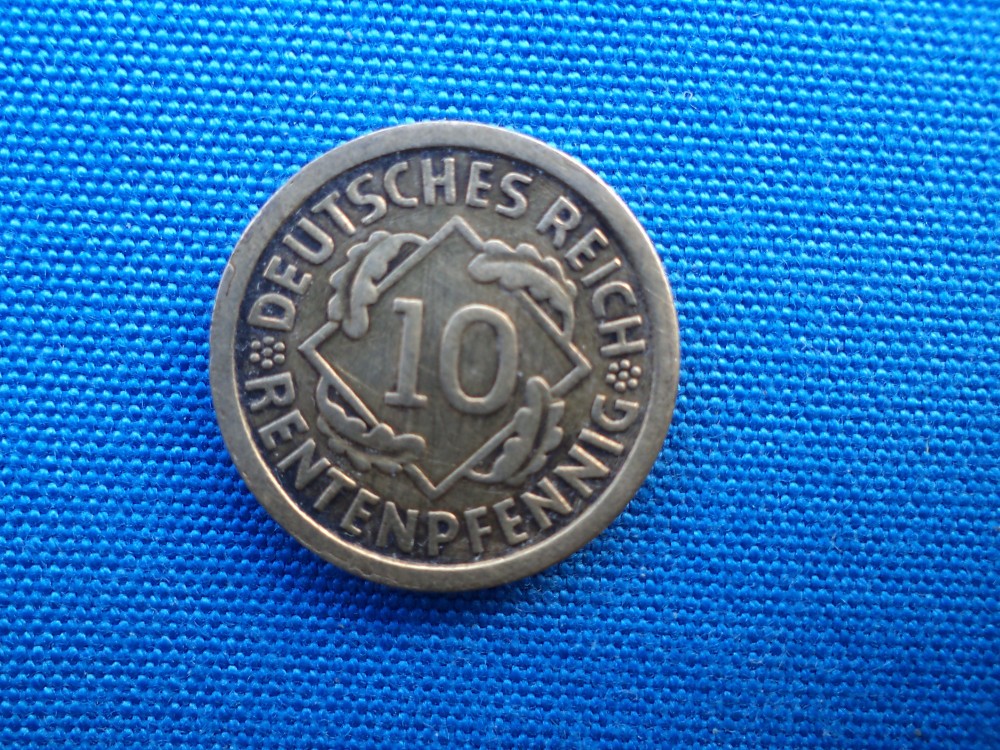 DEUTSCHES REICH
10
RENTENPFENNIG